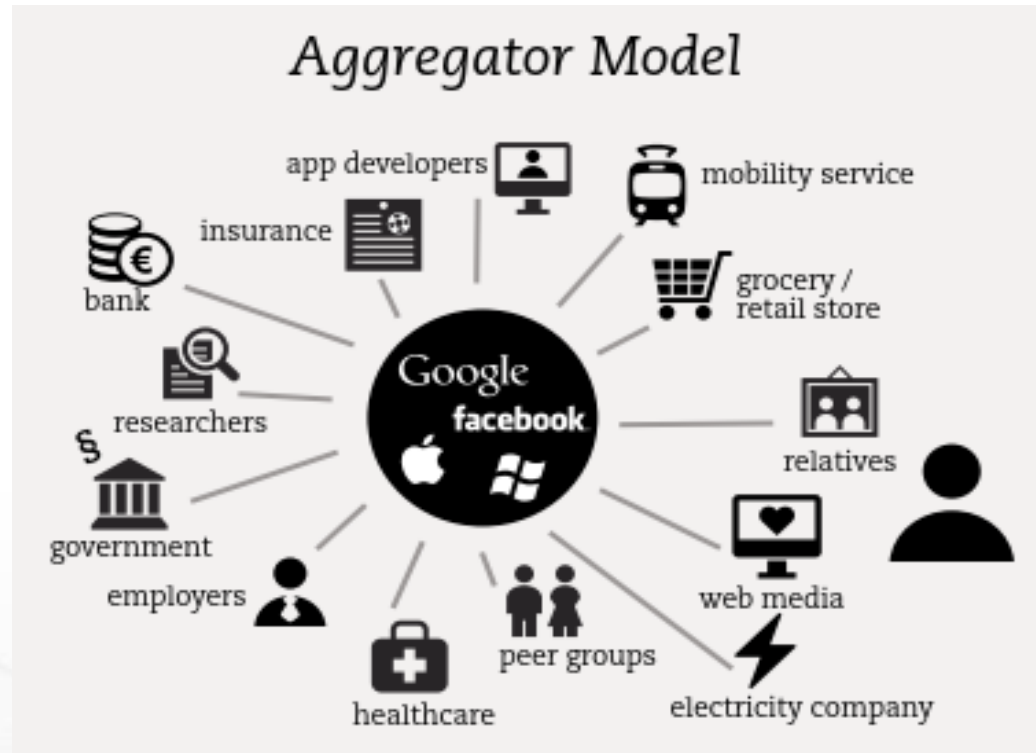 Aggregator Model
app developers
mobility service
insurance
€
bank
grocery /
retail store
Google
facebook
researchers
relatives
§
government
employers
web media
peer groups
healthcare
electricity company